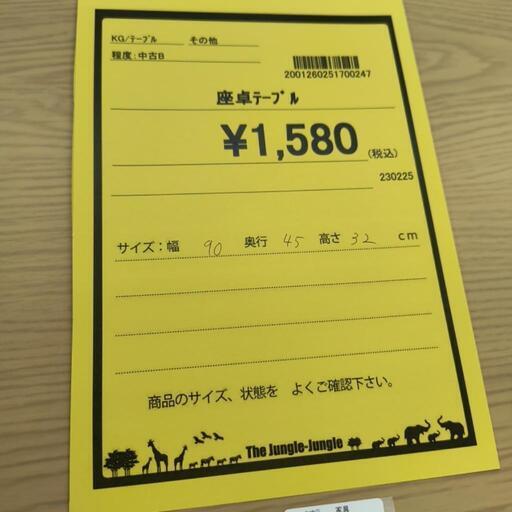 KG/ﾃｰﾌﾞﾙ その他
程度:中古B
2001260251700247
座卓ﾃｰﾌﾞﾙ
¥1,580 (税込)
230225
サイズ:幅 90 奥行 45 高さ 32 cm
商品のサイズ、状態を よくご確認下さい。
The Jungle-Jungle
家具